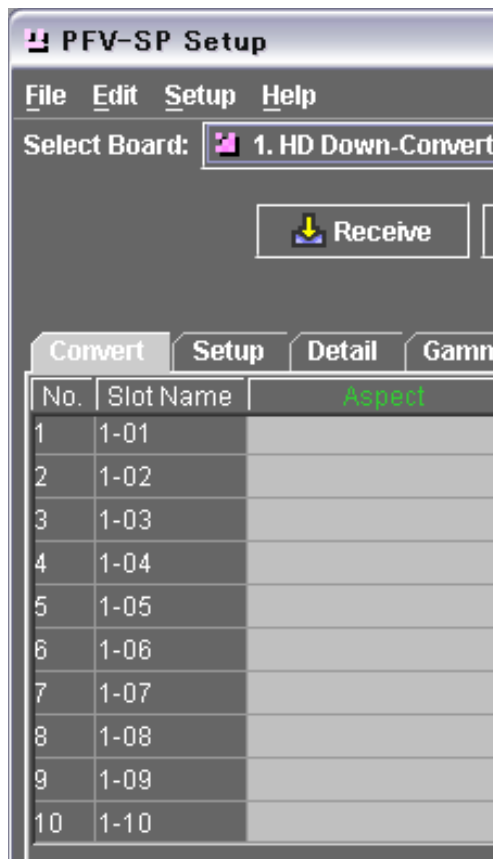 PFV-SP Setup
File Edit Setup Help
Select Board: 1. HD Down-Convert
Receive
Convert Setup Detail Gamm
No. Slot Name Aspect
1 1-01
2 1-02
3 1-03
4 1-04
5 1-05
6 1-06
7 1-07
8 1-08
9 1-09
10 1-10